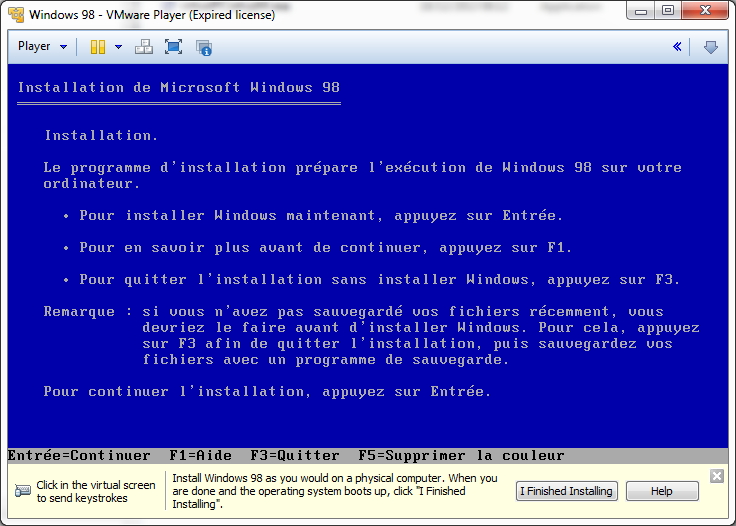 Windows 98 - VMware Player (Expired license)
Player
Installation de Microsoft Windows 98
Installation.
Le programme d'installation prépare l'exécution de Windows 98 sur votre
ordinateur.
• Pour installer Windows maintenant, appuyez sur Entrée.
• Pour en savoir plus avant de continuer, appuyez sur F1.
• Pour quitter l'installation sans installer Windows, appuyez sur F3.
Remarque : si vous n'avez pas sauvegardé vos fichiers récemment, vous
devriez le faire avant d'installer Windows. Pour cela, appuyez
sur F3 afin de quitter l'installation, puis sauvegardez vos
fichiers avec un programme de sauvegarde.
Pour continuer l'installation, appuyez sur Entrée.
Entrée=Continuer F1=Aide F3=Quitter F5=Supprimer la couleur
Click in the virtual screen
to send keystrokes
Install Windows 98 as you would on a physical computer. When you
are done and the operating system boots up, click "I Finished
Installing".
I Finished Installing
Help